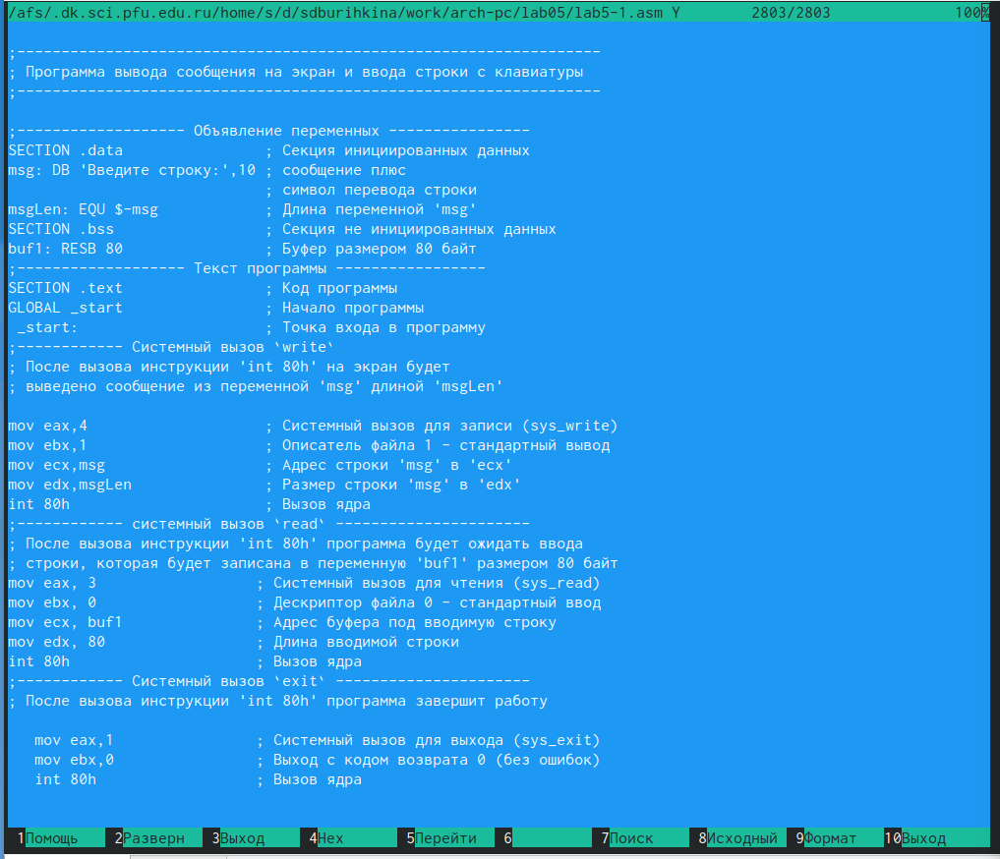 /afs/.dk.sci.pfu.edu.ru/home/s/d/sdburihkina/work/arch-pc/lab05/lab5-1.asm Y 2803/2803 100%
;------------------------------------------------------------------
; Программа вывода сообщения на экран и ввода строки с клавиатуры
;------------------------------------------------------------------
;------------------- Объявление переменных ----------------
SECTION .data ; Секция инициированных данных
msg: DB 'Введите строку:',10 ; сообщение плюс
; символ перевода строки
msgLen: EQU $-msg ; Длина переменной 'msg'
SECTION .bss ; Секция не инициированных данных
buf1: RESB 80 ; Буфер размером 80 байт
;------------------- Текст программы -----------------
SECTION .text ; Код программы
GLOBAL _start ; Начало программы
_start: ; Точка входа в программу
;------------ Системный вызов `write`
; После вызова инструкции 'int 80h' на экран будет
; выведено сообщение из переменной 'msg' длиной 'msgLen'
mov eax,4 ; Системный вызов для записи (sys_write)
mov ebx,1 ; Описатель файла 1 - стандартный вывод
mov ecx,msg ; Адрес строки 'msg' в 'ecx'
mov edx,msgLen ; Размер строки 'msg' в 'edx'
int 80h ; Вызов ядра
;------------ системный вызов `read` ----------------------
; После вызова инструкции 'int 80h' программа будет ожидать ввода
; строки, которая будет записана в переменную 'buf1' размером 80 байт
mov eax, 3 ; Системный вызов для чтения (sys_read)
mov ebx, 0 ; Дескриптор файла 0 - стандартный ввод
mov ecx, buf1 ; Адрес буфера под вводимую строку
mov edx, 80 ; Длина вводимой строки
int 80h ; Вызов ядра
;------------ Системный вызов `exit` ----------------------
; После вызова инструкции 'int 80h' программа завершит работу
mov eax,1 ; Системный вызов для выхода (sys_exit)
mov ebx,0 ; Выход с кодом возврата 0 (без ошибок)
int 80h ; Вызов ядра
1Помощь 2Разверн 3Выход 4Hex 5Перейти 6 7Поиск 8Исходный 9Формат 10Выход